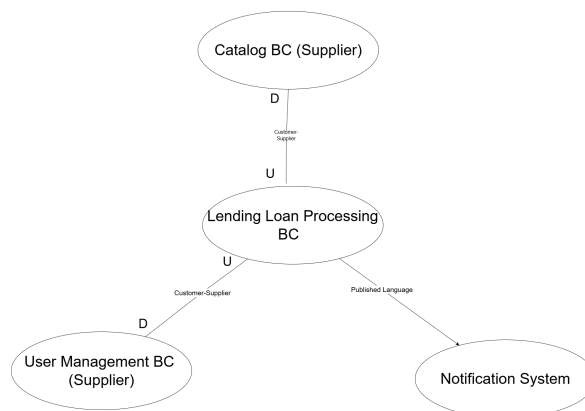 Catalog BC (Supplier)
D
Customer-
Supplier
U
Lending Loan Processing
BC
U
Customer-Supplier
Published Language
D
User Management BC
(Supplier)
Notification System